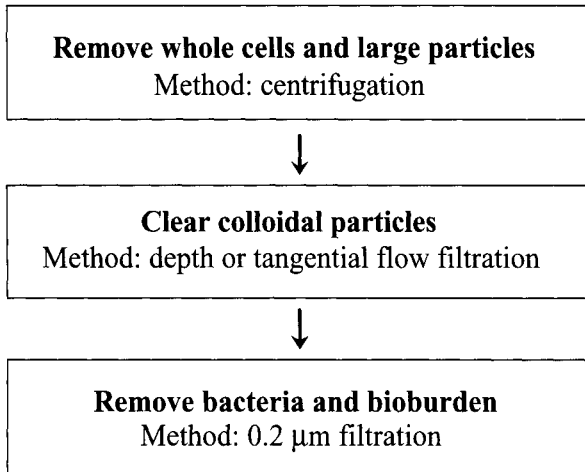 Remove whole cells and large particles
Method: centrifugation
Clear colloidal particles
Method: depth or tangential flow filtration
Remove bacteria and bioburden
Method: 0.2 μm filtration